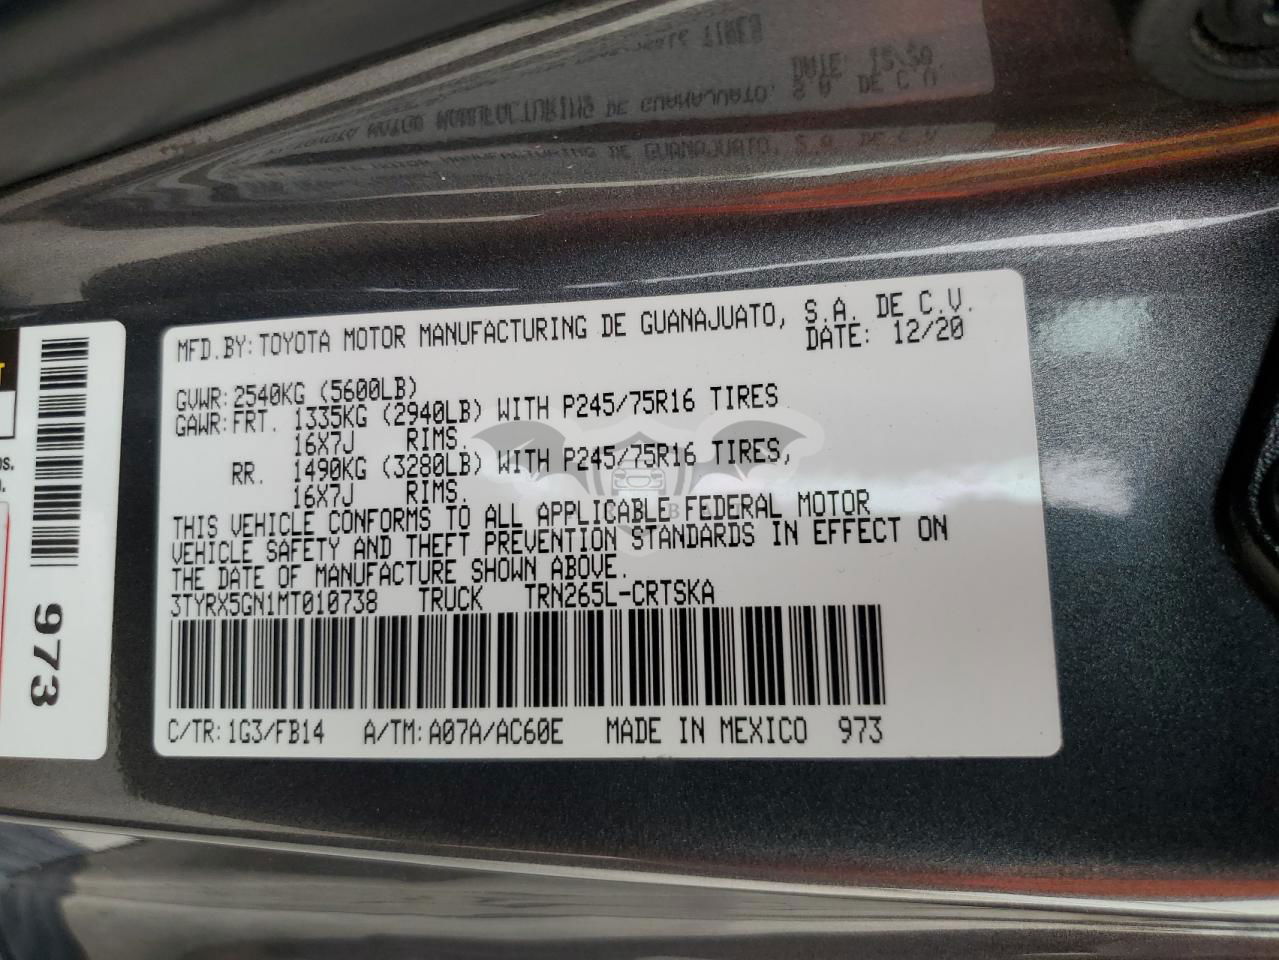 MFD.BY:TOYOTA MOTOR MANUFACTURING DE GUANAJUATO, S.A. DE C.V.
DATE: 12/20
GVWR:2540KG (5600LB)
GAWR:FRT. 1335KG (2940LB) WITH P245/75R16 TIRES
16X7J RIMS.
RR. 1490KG (3280LB) WITH P245/75R16 TIRES,
16X7J RIMS.
THIS VEHICLE CONFORMS TO ALL APPLICABLE FEDERAL MOTOR
VEHICLE SAFETY AND THEFT PREVENTION STANDARDS IN EFFECT ON
THE DATE OF MANUFACTURE SHOWN ABOVE.
3TYRX5GN1MT010738 TRUCK TRN265L-CRTSKA
C/TR:1G3/FB14 A/TM:A07A/AC60E MADE IN MEXICO 973
973